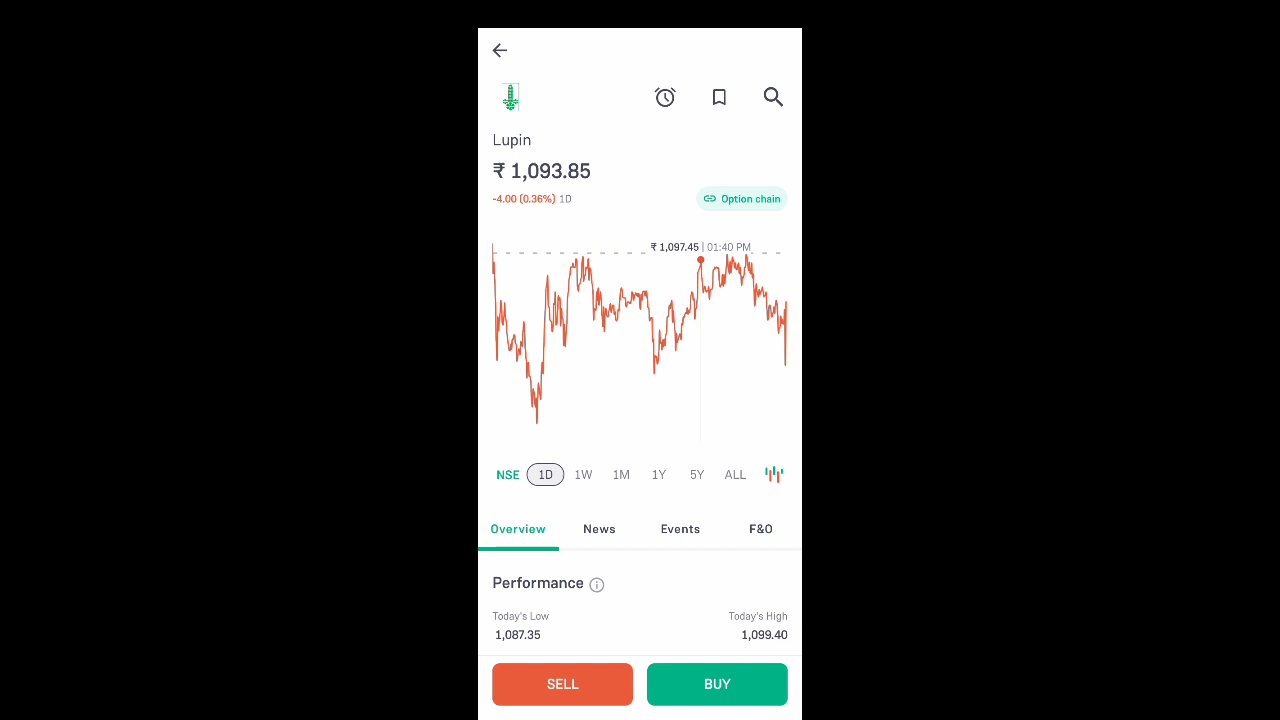 Lupin
₹ 1,093.85
-4.00 (0.36%) 1D
Option chain
₹ 1,097.45 | 01:40 PM
NSE 1D 1W 1M 1Y 5Y ALL
Overview News Events F&O
Performance
Today's Low Today's High
1,087.35 1,099.40
SELL BUY